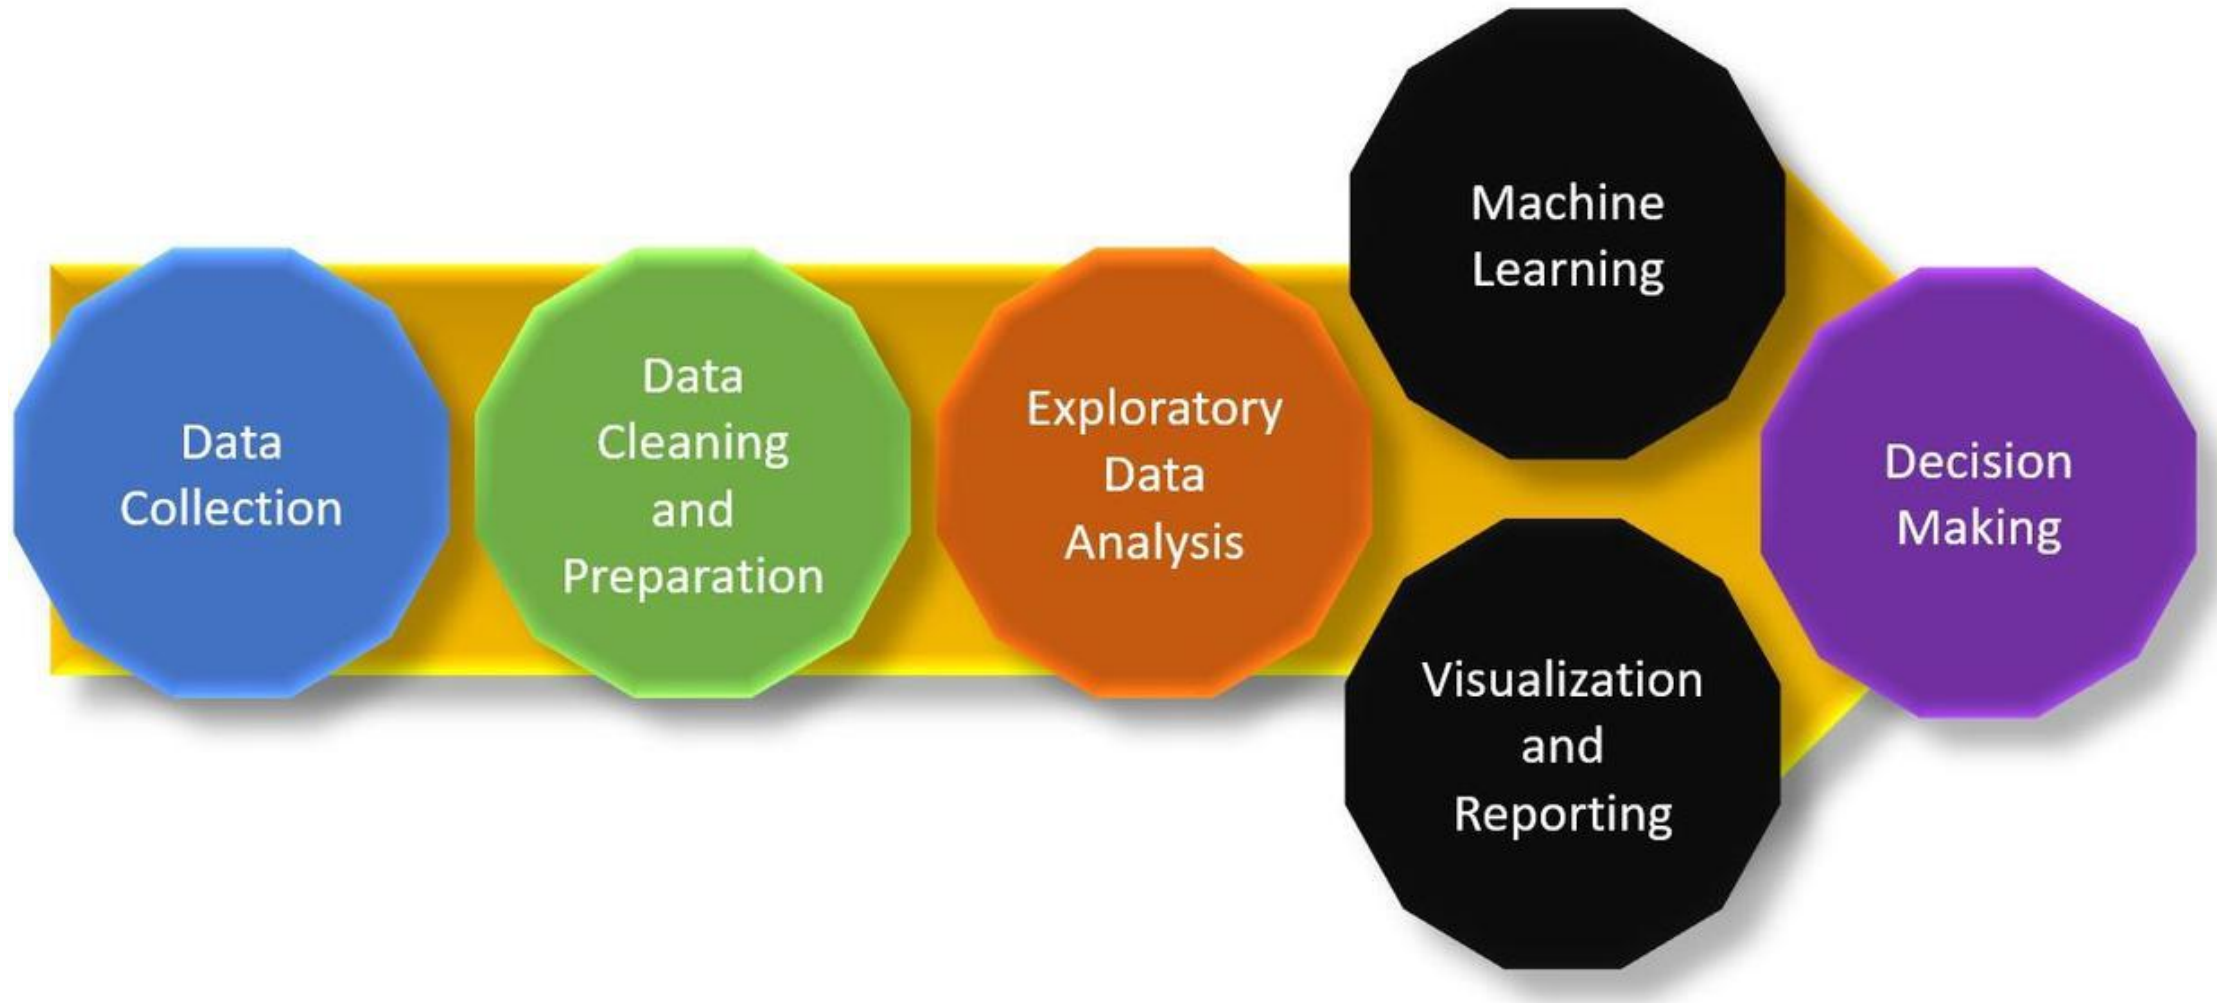 Data
Collection
Data
Cleaning
and
Preparation
Exploratory
Data
Analysis
Machine
Learning
Visualization
and
Reporting
Decision
Making